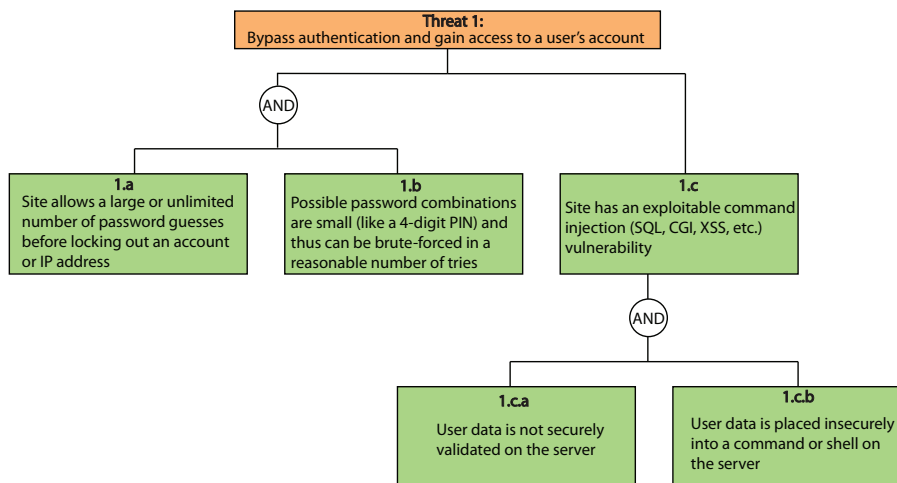 Threat 1:
Bypass authentication and gain access to a user’s account
AND
1.a
Site allows a large or unlimited
number of password guesses
before locking out an account
or IP address
1.b
Possible password combinations
are small (like a 4-digit PIN) and
thus can be brute-forced in a
reasonable number of tries
1.c
Site has an exploitable command
injection (SQL, CGI, XSS, etc.)
vulnerability
AND
1.c.a
User data is not securely
validated on the server
1.c.b
User data is placed insecurely
into a command or shell on
the server